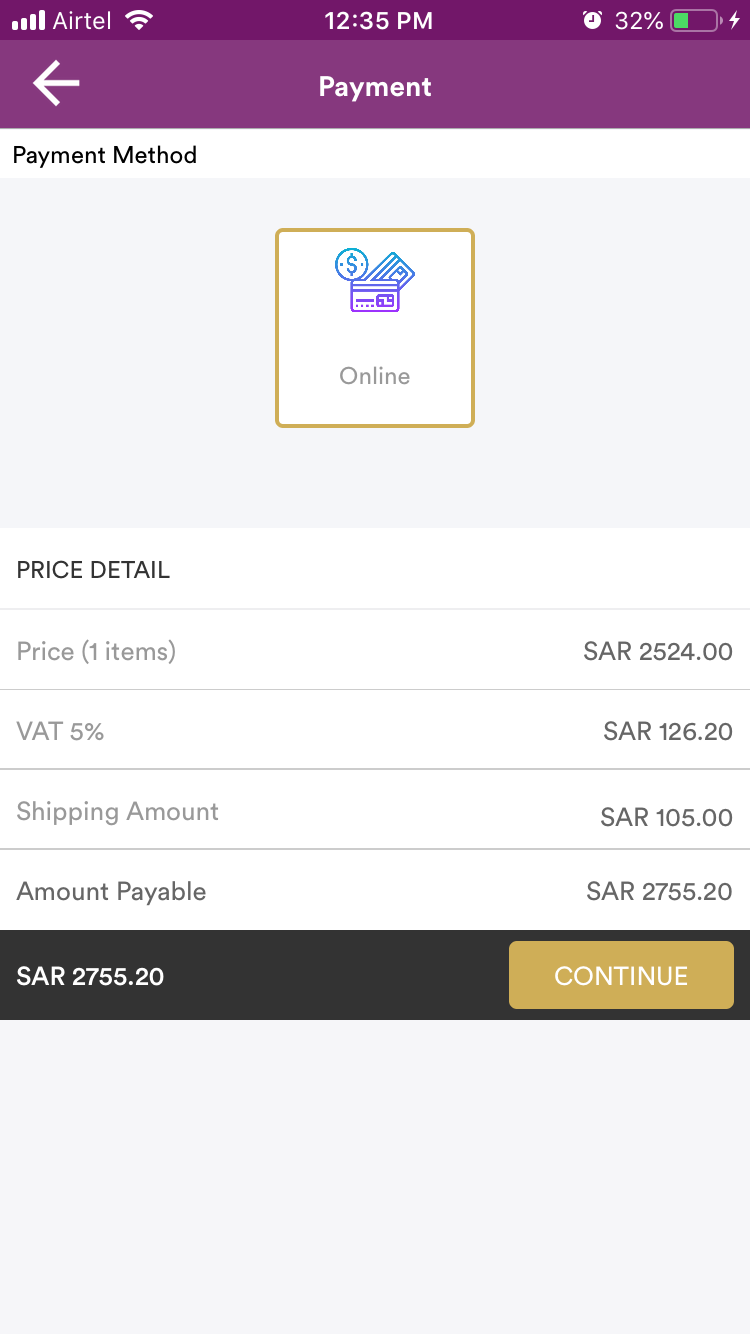 Airtel 12:35 PM 32%
Payment
Payment Method
$
Online
PRICE DETAIL
Price (1 items) SAR 2524.00
VAT 5% SAR 126.20
Shipping Amount SAR 105.00
Amount Payable SAR 2755.20
SAR 2755.20 CONTINUE